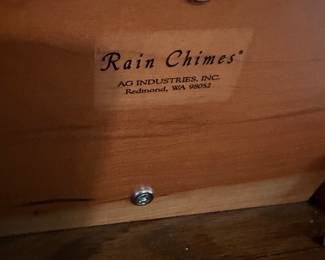 Rain Chimes®
AG INDUSTRIES, INC.
Redmond, WA 98052